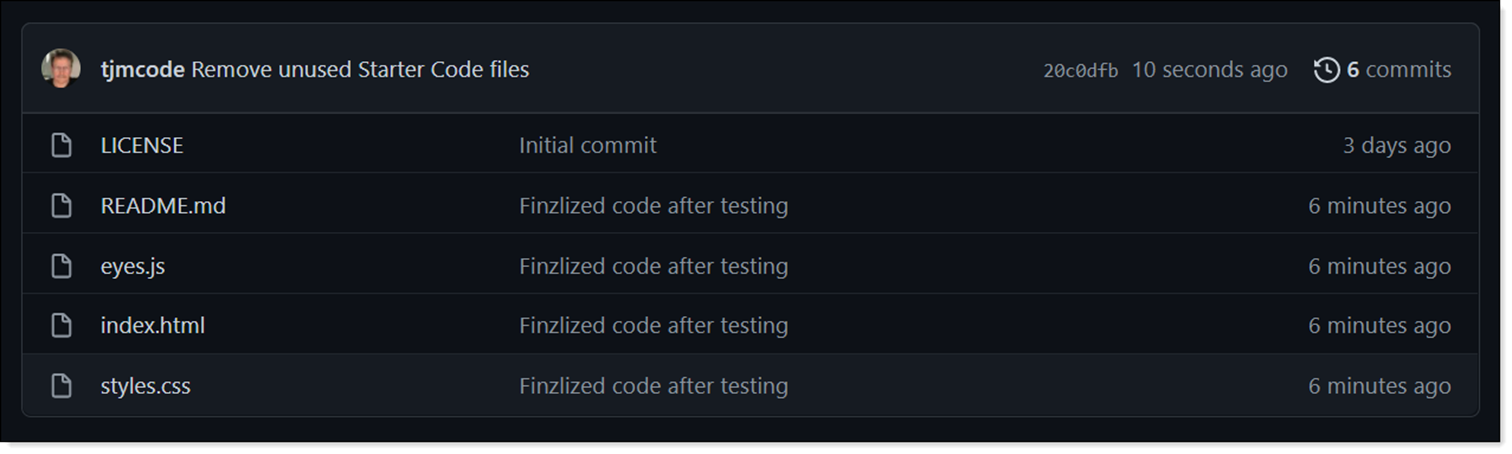 tjmcode Remove unused Starter Code files 20c0dfb 10 seconds ago 6 commits
LICENSE Initial commit 3 days ago
README.md Finzlized code after testing 6 minutes ago
eyes.js Finzlized code after testing 6 minutes ago
index.html Finzlized code after testing 6 minutes ago
styles.css Finzlized code after testing 6 minutes ago